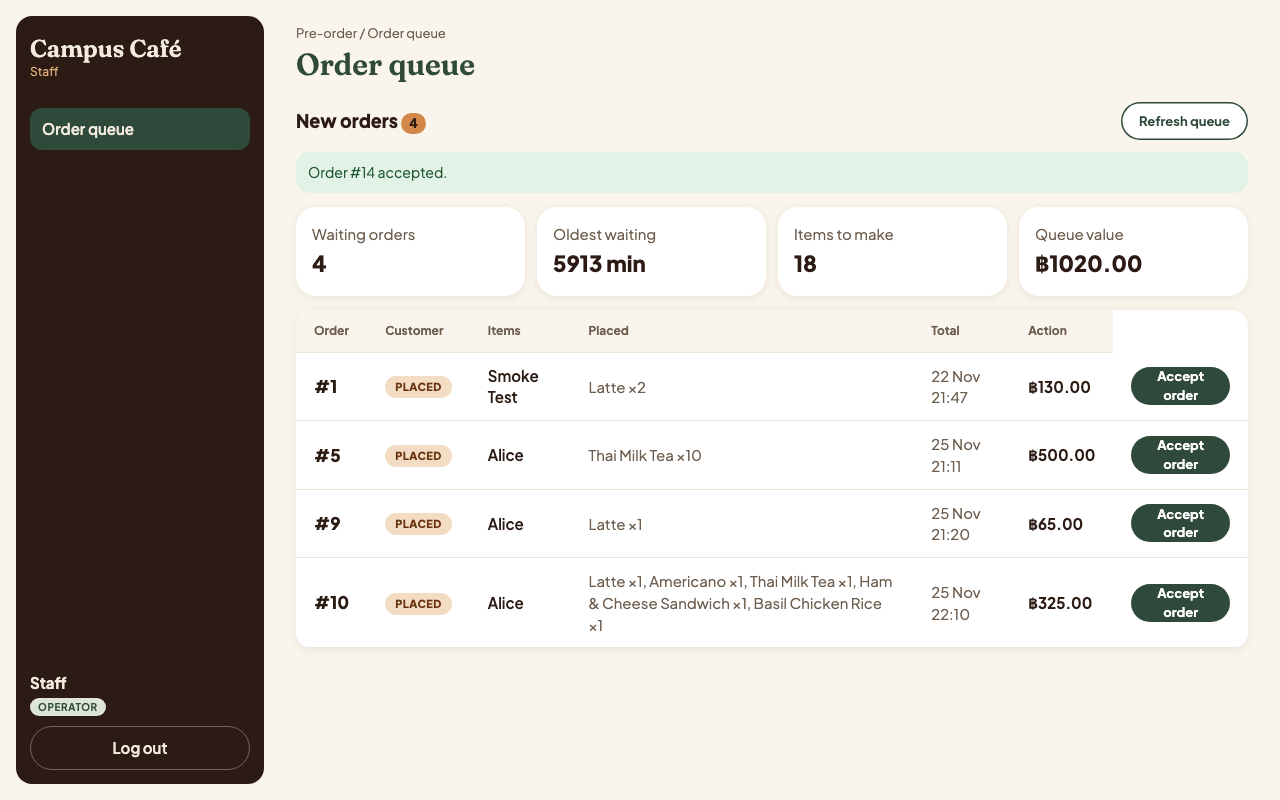 Campus Café
Staff
Order queue
Staff
OPERATOR
Log out
Pre-order / Order queue
Order queue
New orders 4
Refresh queue
Order #14 accepted.
Waiting orders
4
Oldest waiting
5913 min
Items to make
18
Queue value
฿1020.00
Order Customer Items Placed Total Action
#1 PLACED Smoke Test Latte ×2 22 Nov 21:47 ฿130.00 Accept order
#5 PLACED Alice Thai Milk Tea ×10 25 Nov 21:11 ฿500.00 Accept order
#9 PLACED Alice Latte ×1 25 Nov 21:20 ฿65.00 Accept order
#10 PLACED Alice Latte ×1, Americano ×1, Thai Milk Tea ×1, Ham & Cheese Sandwich ×1, Basil Chicken Rice ×1 25 Nov 22:10 ฿325.00 Accept order